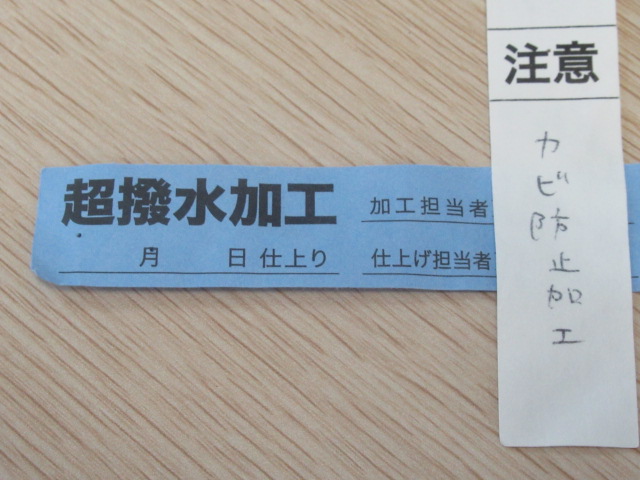 超撥水加工
加工担当者
月 日 仕上り
仕上げ担当者
注意
カビ防止加工